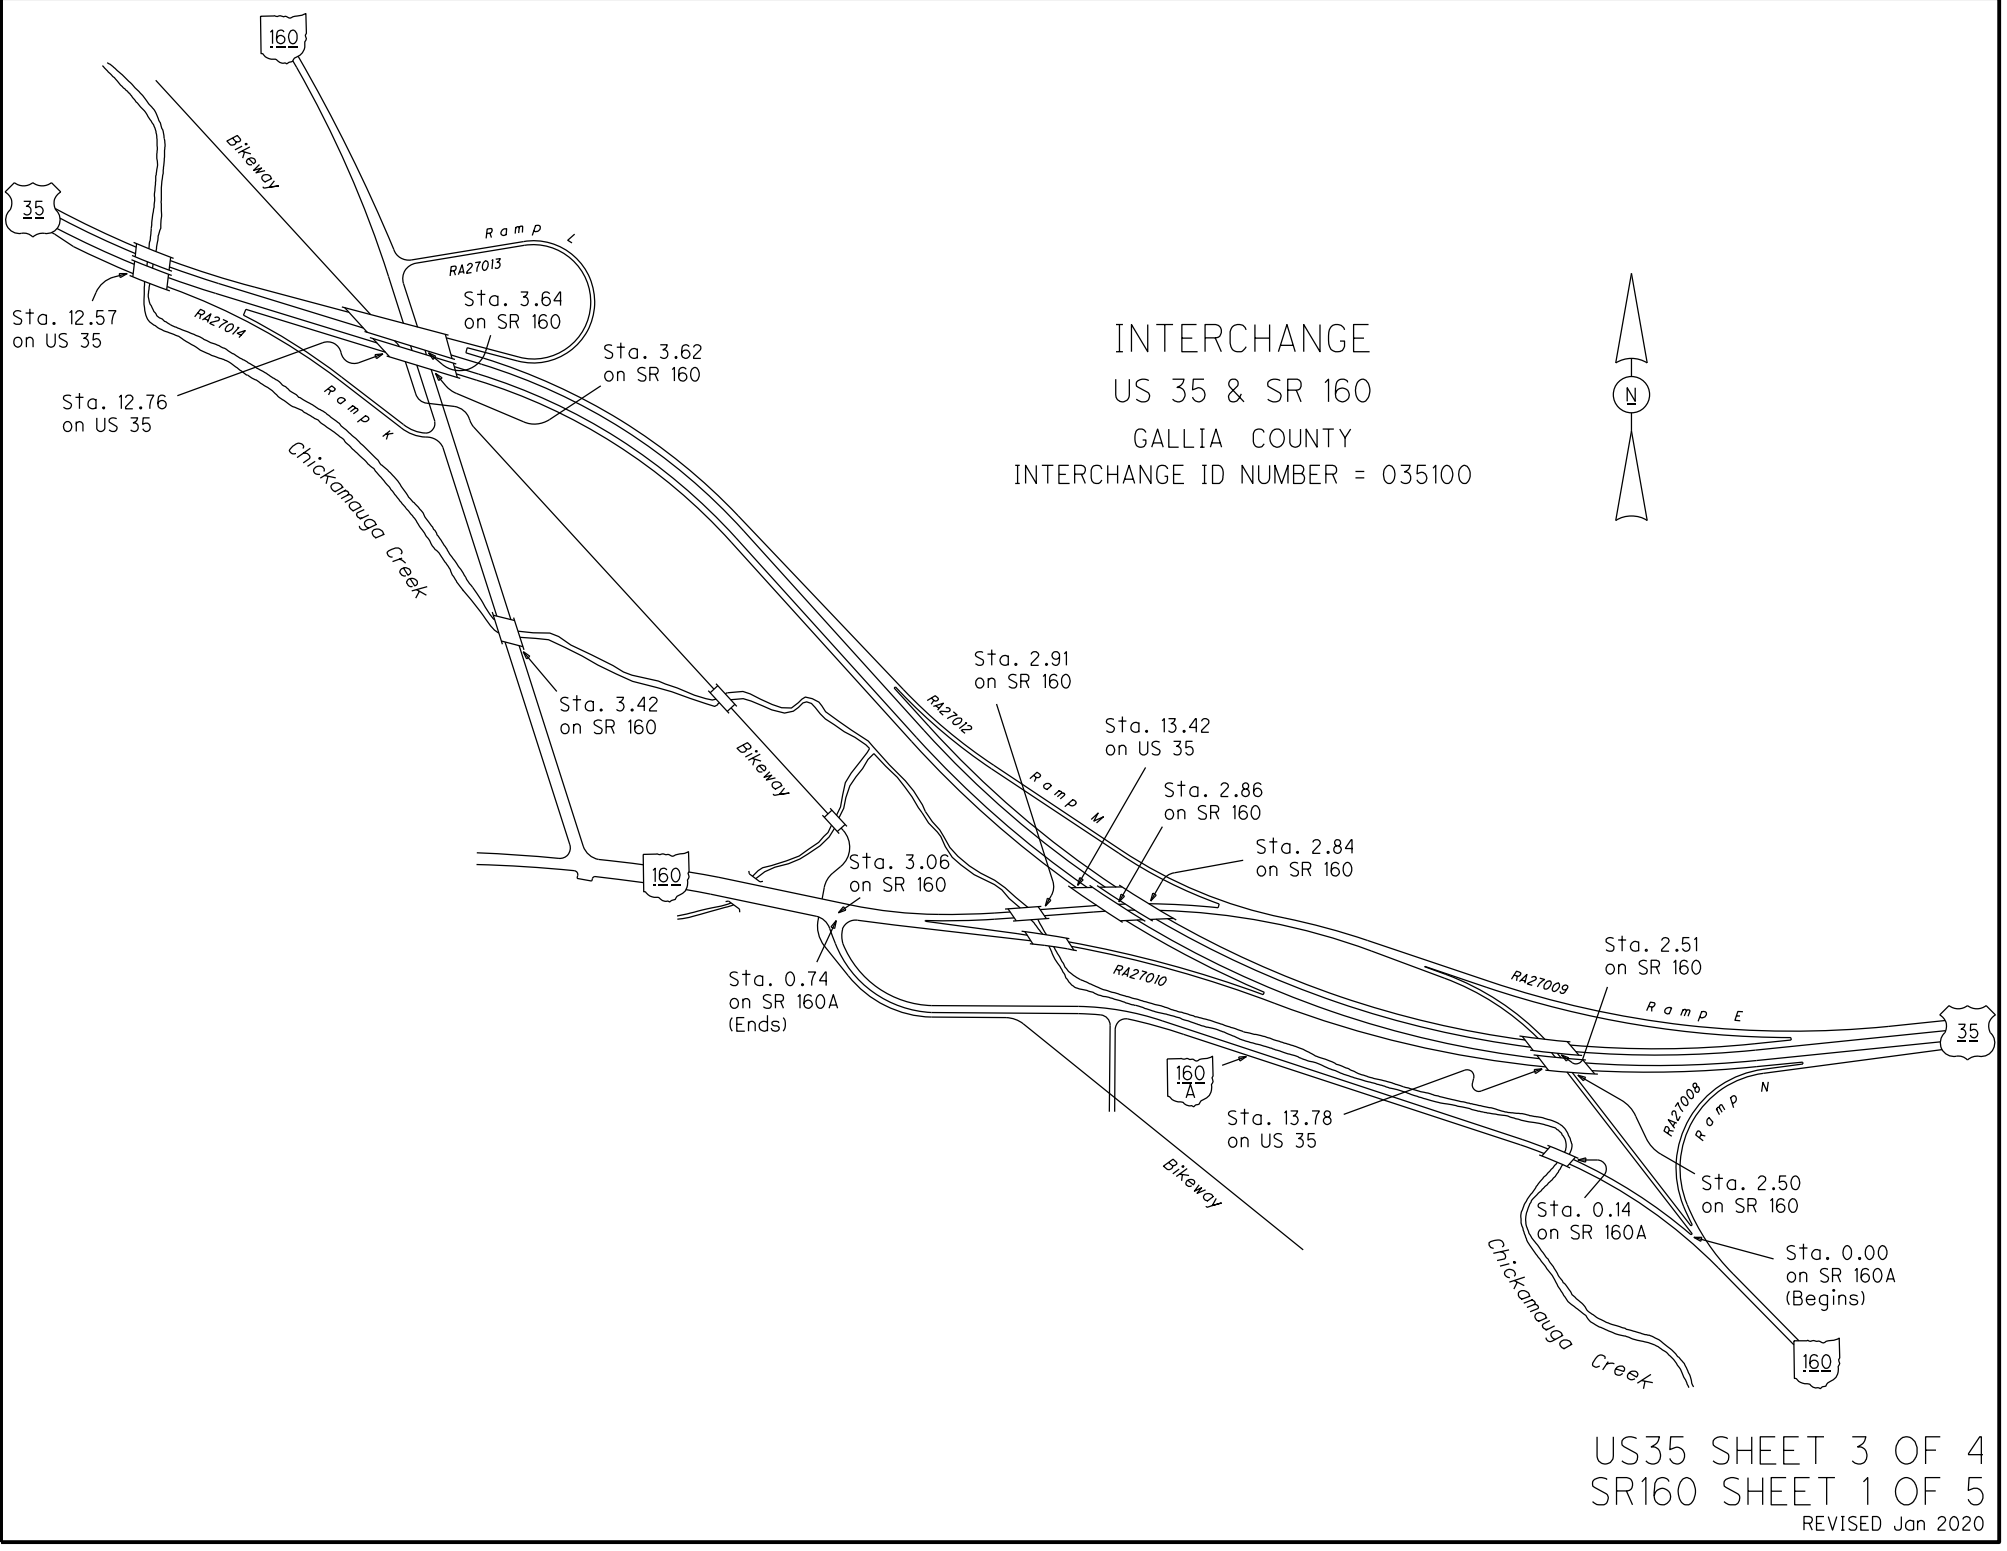 160
Bikeway
35
Ramp L
RA27013
Sta. 3.64
on SR 160
Sta. 12.57
on US 35
RA27014
Sta. 3.62
on SR 160
Sta. 12.76
on US 35
Ramp K
Chickamauga Creek
INTERCHANGE
US 35 & SR 160
GALLIA COUNTY
INTERCHANGE ID NUMBER = 035100
N
Sta. 2.91
on SR 160
Sta. 3.42
on SR 160
RA27012
Sta. 13.42
on US 35
Bikeway
Ramp M
Sta. 2.86
on SR 160
Sta. 2.84
on SR 160
160
Sta. 3.06
on SR 160
Sta. 0.74
on SR 160A
(Ends)
RA27010
Sta. 2.51
on SR 160
RA27009
Ramp E
35
160
A
Sta. 13.78
on US 35
RA27008
Ramp N
Bikeway
Sta. 2.50
on SR 160
Sta. 0.14
on SR 160A
Sta. 0.00
on SR 160A
(Begins)
Chickamauga Creek
160
US35 SHEET 3 OF 4
SR160 SHEET 1 OF 5
REVISED Jan 2020